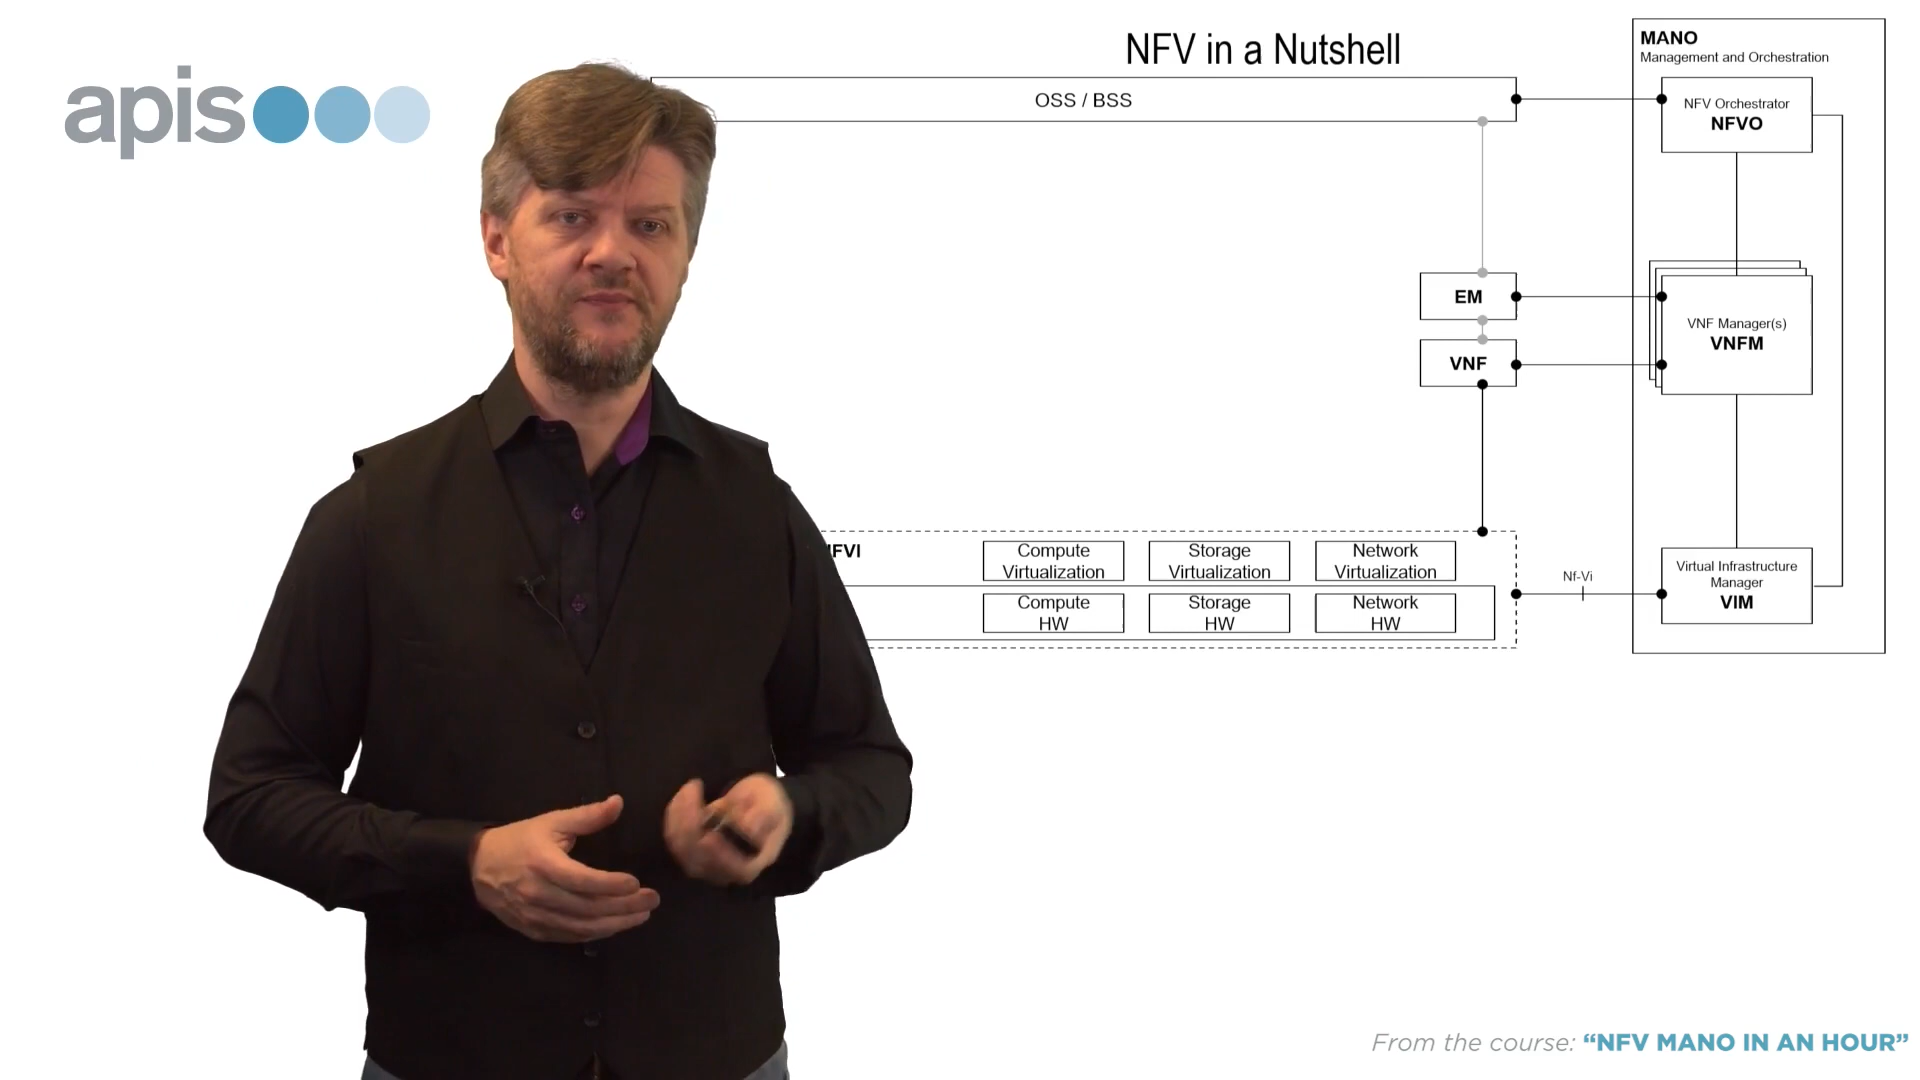 apis
NFV in a Nutshell
OSS / BSS
MANO
Management and Orchestration
NFV Orchestrator
NFVO
EM
VNF
VNF Manager(s)
VNFM
FVI
Compute
Virtualization
Storage
Virtualization
Network
Virtualization
Compute
HW
Storage
HW
Network
HW
Nf-Vi
Virtual Infrastructure
Manager
VIM
From the course: “NFV MANO IN AN HOUR”